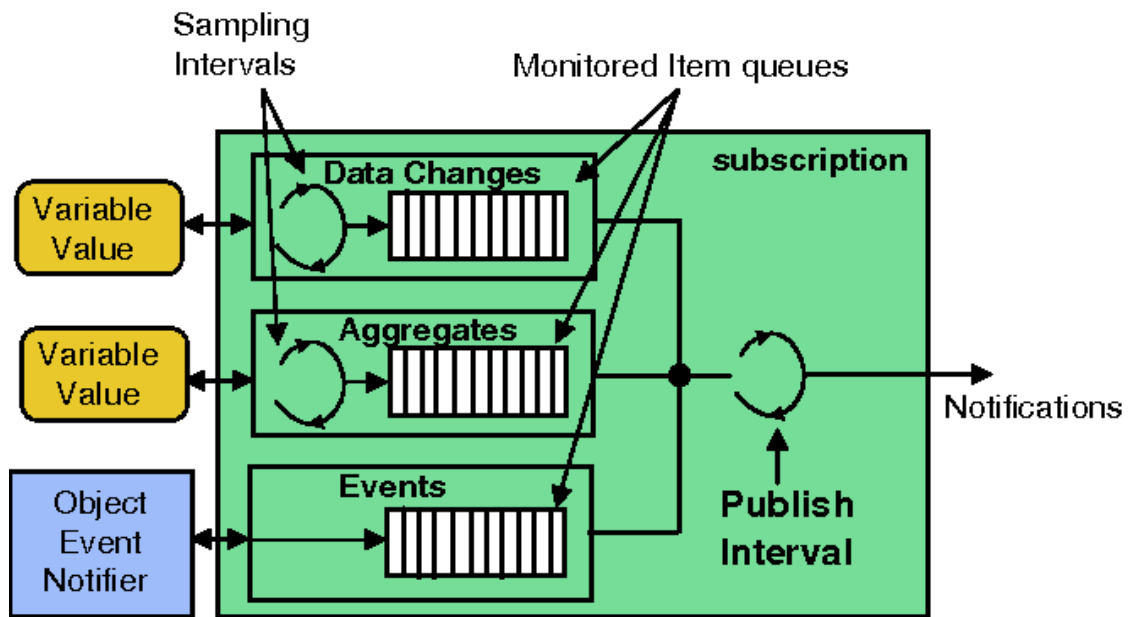 Sampling
Intervals
Monitored Item queues
subscription
Data Changes
Variable
Value
Aggregates
Variable
Value
Notifications
Events
Object
Event
Notifier
Publish
Interval